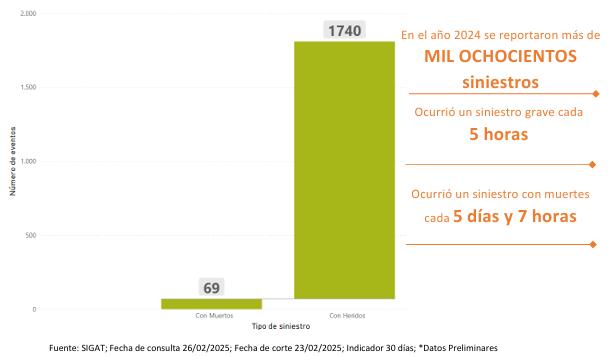 2.000
1.500
1.000
500
0
Número de eventos
69
1740
Con Muertos
Con Heridos
Tipo de siniestro
En el año 2024 se reportaron más de
MIL OCHOCIENTOS
siniestros
Ocurrió un siniestro grave cada
5 horas
Ocurrió un siniestro con muertes
cada 5 días y 7 horas
Fuente: SIGAT; Fecha de consulta 26/02/2025; Fecha de corte 23/02/2025; Indicador 30 días; *Datos Preliminares